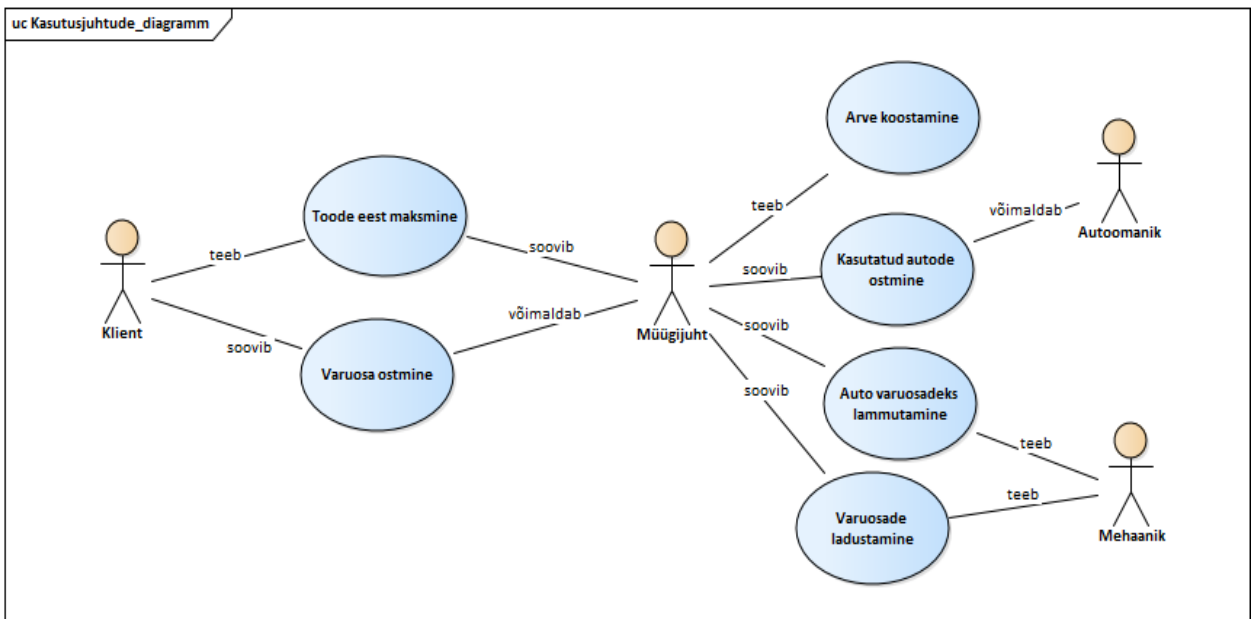 uc Kasutusjuhtude_diagramm
Arve koostamine
Toode eest maksmine
teeb
võimaldab
Autoomanik
teeb
soovib
Kasutatud autode
ostmine
soovib
Klient
Müügijuht
võimaldab
soovib
soovib
Varuosa ostmine
soovib
Auto varuosadeks
lammutamine
teeb
teeb
Varuosade
ladustamine
Mehaanik